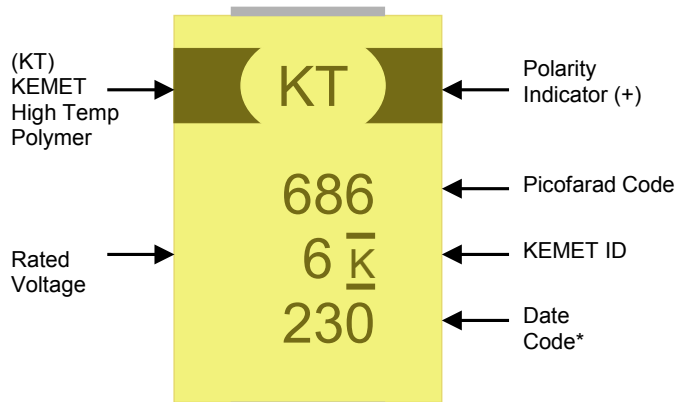 (KT)
KEMET
High Temp
Polymer
KT
Polarity
Indicator (+)
686
Picofarad Code
Rated
Voltage
6 K
KEMET ID
230
Date
Code*